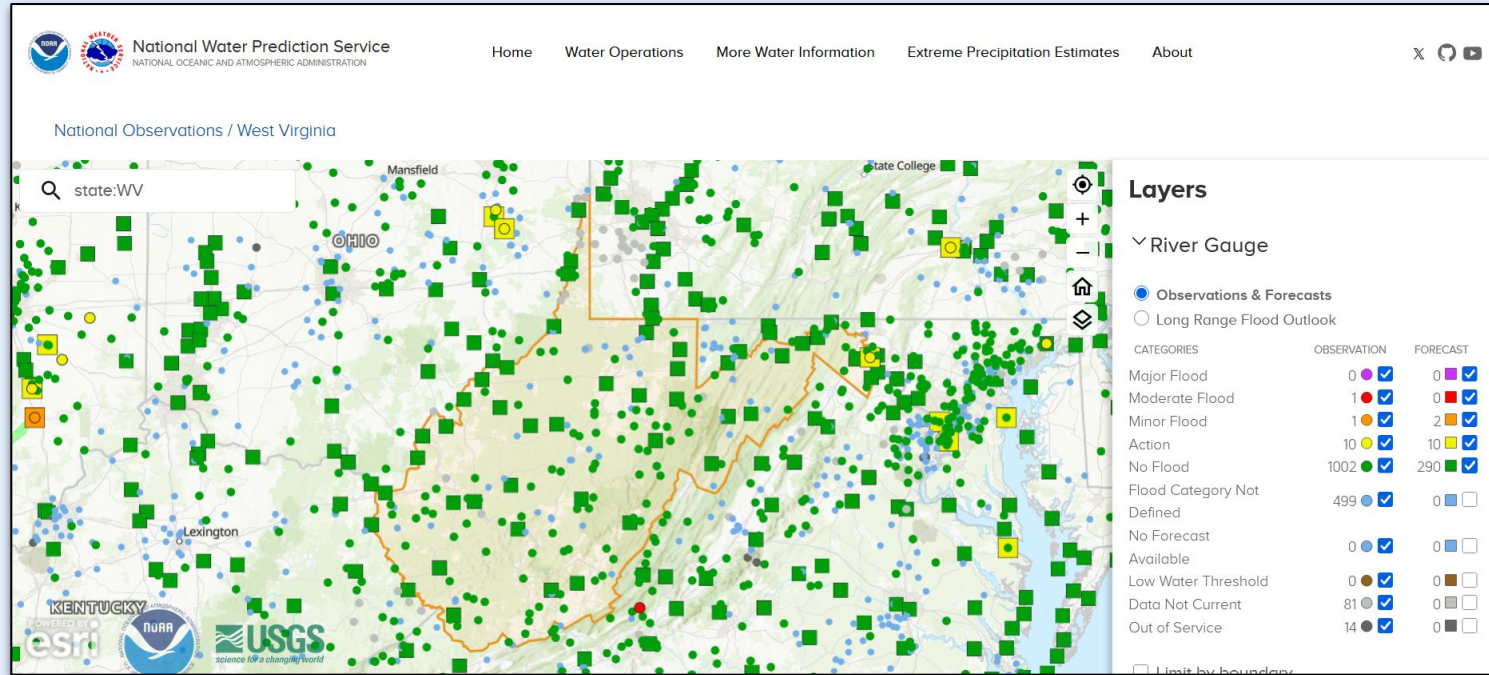 National Water Prediction Service
NATIONAL OCEANIC AND ATMOSPHERIC ADMINISTRATION
Home Water Operations More Water Information Extreme Precipitation Estimates About
National Observations / West Virginia
state:WV
Mansfield
State College
OHIO
Lexington
KENTUCKY
POWERED BY
esri
NOAA
USGS
science for a changing world
Layers
River Gauge
Observations & Forecasts
Long Range Flood Outlook
CATEGORIES OBSERVATION FORECAST
Major Flood 0 0
Moderate Flood 1 0
Minor Flood 1 2
Action 10 10
No Flood 1002 290
Flood Category Not
Defined 499 0
No Forecast
Available 0 0
Low Water Threshold 0 0
Data Not Current 81 0
Out of Service 14 0
Limit by boundary